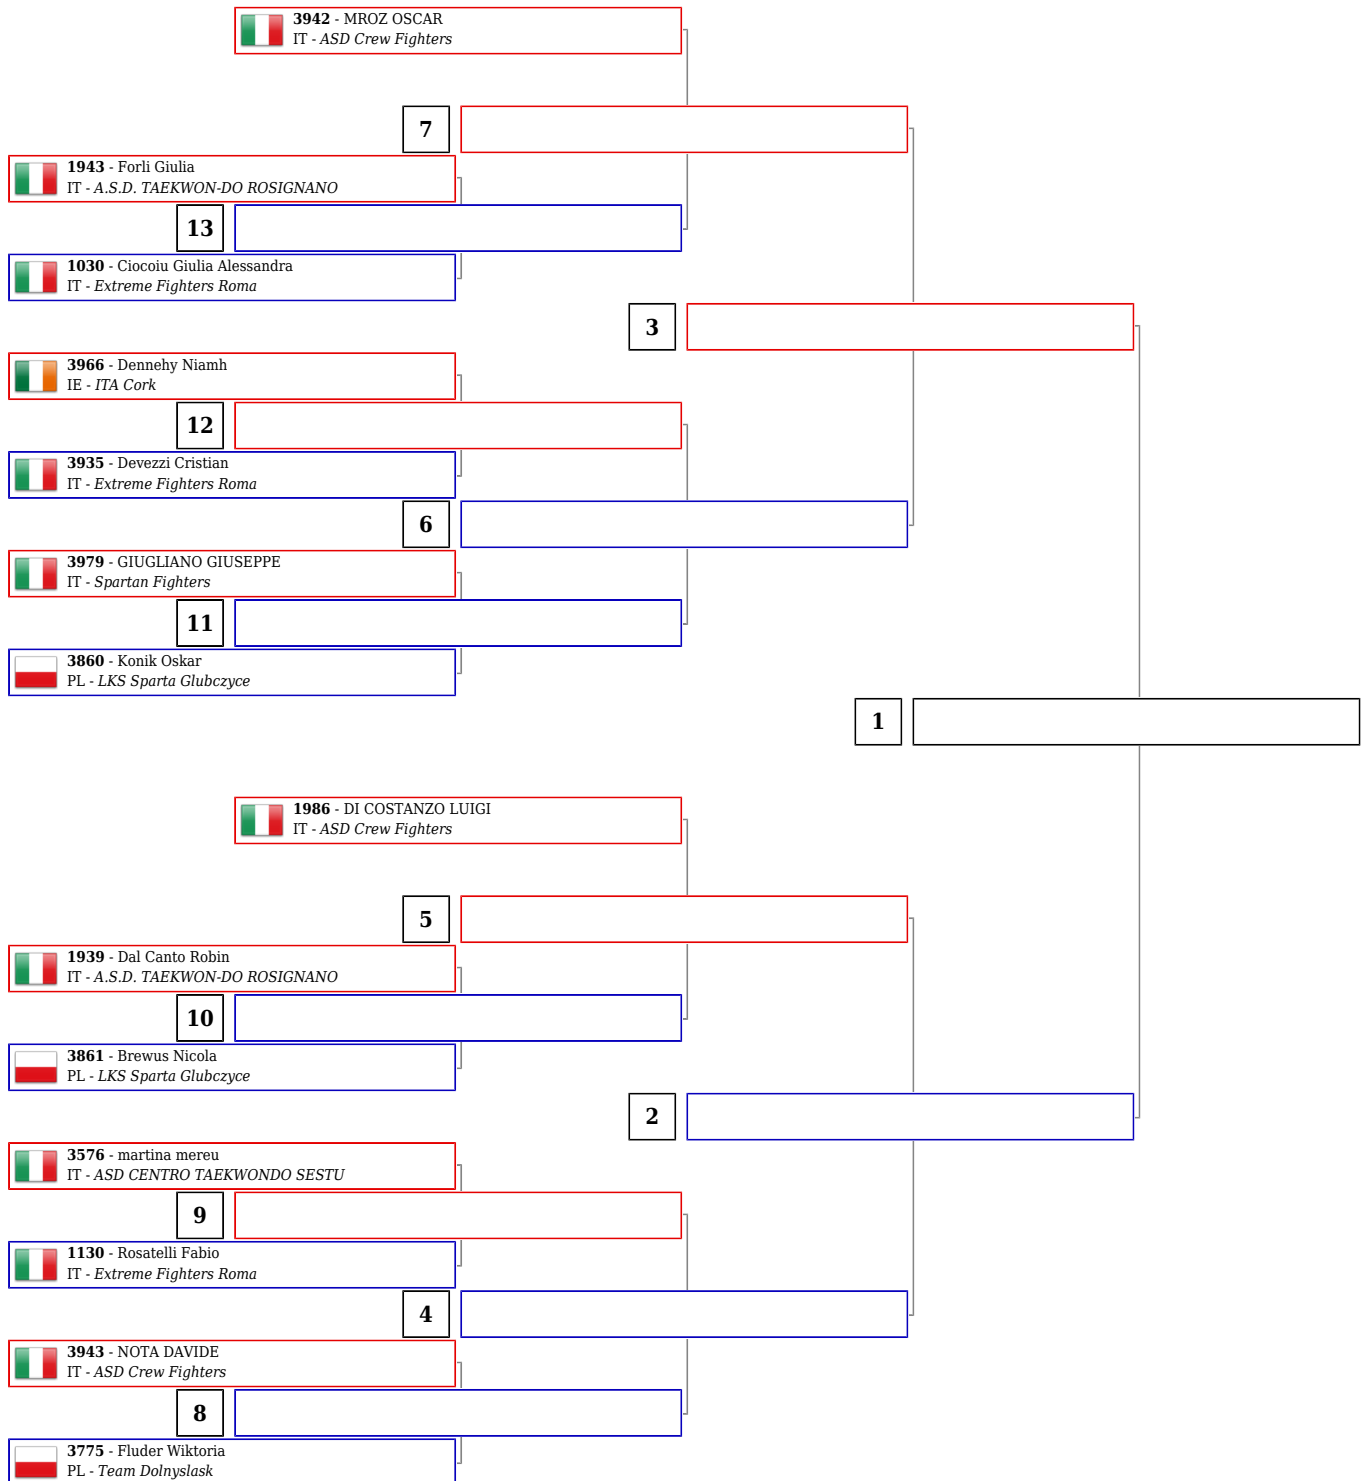 3942 - MROZ OSCAR
IT - ASD Crew Fighters
7
1943 - Forli Giulia
IT - A.S.D. TAEKWON-DO ROSIGNANO
13
1030 - Ciocoiu Giulia Alessandra
IT - Extreme Fighters Roma
3
3966 - Dennehy Niamh
IE - ITA Cork
12
3935 - Devezzi Cristian
IT - Extreme Fighters Roma
6
3979 - GIUGLIANO GIUSEPPE
IT - Spartan Fighters
11
3860 - Konik Oskar
PL - LKS Sparta Glubczyce
1
1986 - DI COSTANZO LUIGI
IT - ASD Crew Fighters
5
1939 - Dal Canto Robin
IT - A.S.D. TAEKWON-DO ROSIGNANO
10
3861 - Brewus Nicola
PL - LKS Sparta Glubczyce
2
3576 - martina mereu
IT - ASD CENTRO TAEKWONDO SESTU
9
1130 - Rosatelli Fabio
IT - Extreme Fighters Roma
4
3943 - NOTA DAVIDE
IT - ASD Crew Fighters
8
3775 - Fluder Wiktoria
PL - Team Dolnyslask